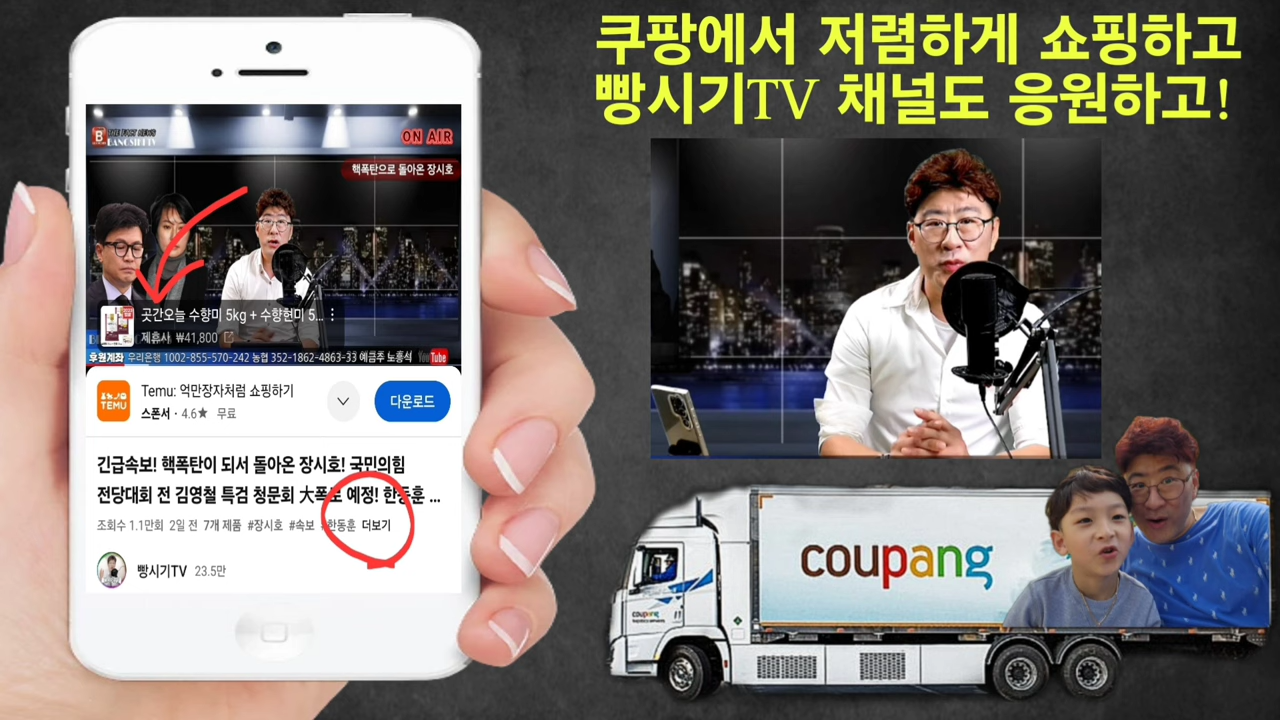 쿠팡에서 저렴하게 쇼핑하고
빵시기TV 채널도 응원하고!
B THE FACT NEWS
BANGSIKITV
ON AIR
핵폭탄으로 돌아온 장시호
곳간오늘 수향미 5kg + 수향현미 5...
제휴사 ₩41,800
후원계좌 우리은행 1002-855-570-242 농협 352-1862-4863-33 예금주 노흥식 YouTube
TEMU
Temu: 억만장자처럼 쇼핑하기
스폰서 · 4.6★ 무료
다운로드
긴급속보! 핵폭탄이 되서 돌아온 장시호! 국민의힘
전당대회 전 김영철 특검 청문회 大폭로 예정! 한동훈 ...
조회수 1.1만회 2일 전 7개 제품 #장시호 #속보 #한동훈 더보기
빵시기TV 23.5만
coupang
coupang